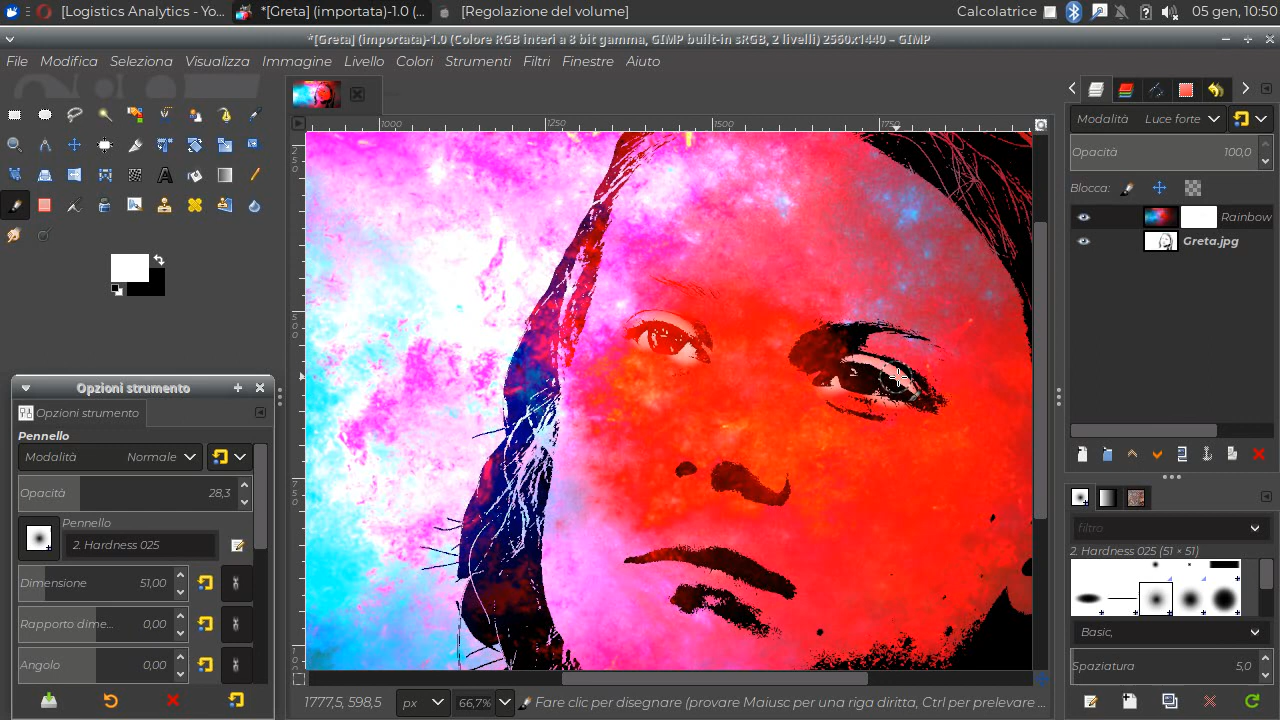 [Logistics Analytics - Yo... *[Greta] (importata)-1.0 (... [Regolazione del volume] Calcolatrice 05 gen, 10:50
*[Greta] (importata)-1.0 (Colore RGB interi a 8 bit gamma, GIMP built-in sRGB, 2 livelli) 2560x1440 – GIMP
File Modifica Seleziona Visualizza Immagine Livello Colori Strumenti Filtri Finestre Aiuto
1000 1250 1500 1750
250
500
750
Modalità Luce forte
Opacità 100,0
Blocca:
Rainbow
Greta.jpg
Opzioni strumento
Opzioni strumento
Pennello
Modalità Normale
Opacità 28,3
Pennello
2. Hardness 025
Dimensione 51,00
Rapporto dime... 0,00
Angolo 0,00
filtro
2. Hardness 025 (51 × 51)
Basic,
Spaziatura 5,0
1777,5, 598,5 px 66,7% Fare clic per disegnare (provare Maiusc per una riga diritta, Ctrl per prelevare ...